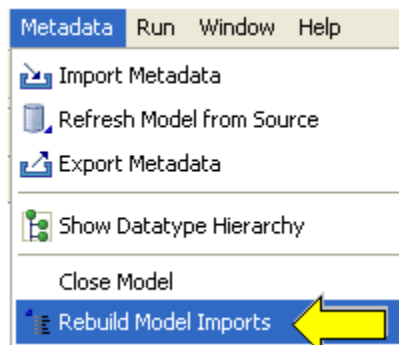 Metadata Run Window Help
Import Metadata
Refresh Model from Source
Export Metadata
Show Datatype Hierarchy
Close Model
Rebuild Model Imports